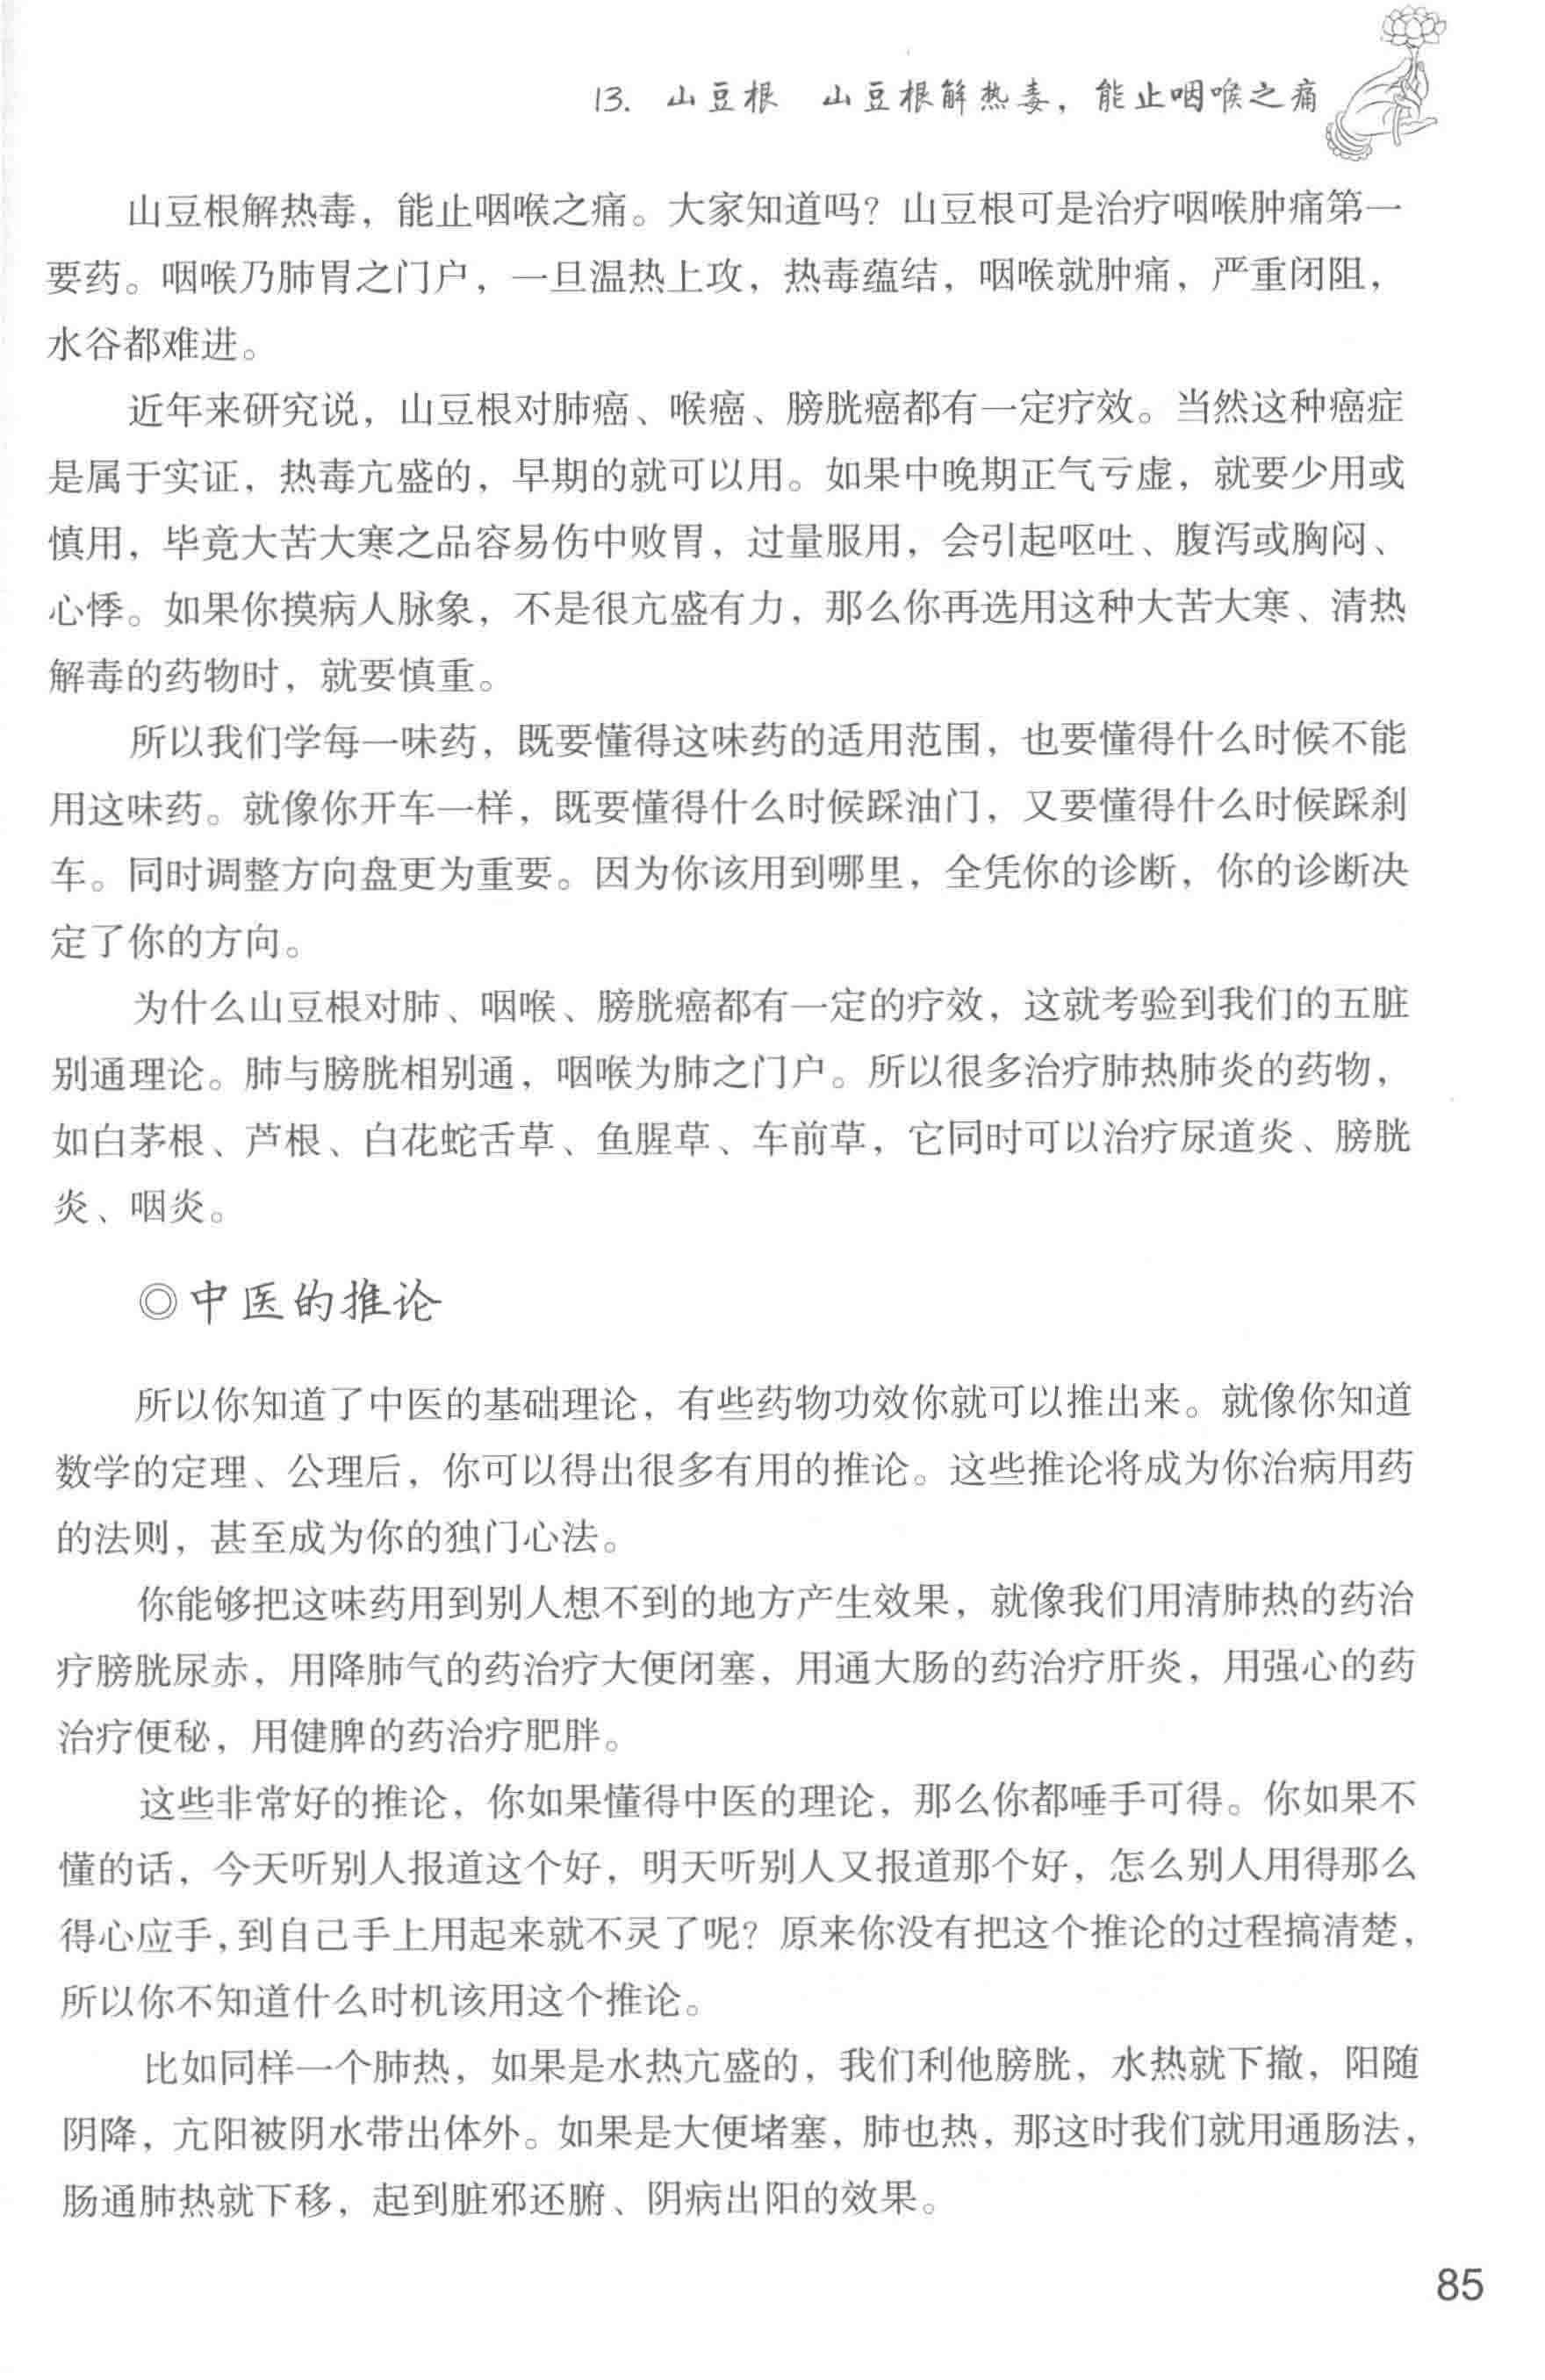 13. 山豆根 山豆根解热毒，能止咽喉之痛
山豆根解热毒，能止咽喉之痛。大家知道吗？山豆根可是治疗咽喉肿痛第一
要药。咽喉乃肺胃之门户，一旦温热上攻，热毒蕴结，咽喉就肿痛，严重闭阻，
水谷都难进。
近年来研究说，山豆根对肺癌、喉癌、膀胱癌都有一定疗效。当然这种癌症
是属于实证，热毒亢盛的，早期的就可以用。如果中晚期正气亏虚，就要少用或
慎用，毕竟大苦大寒之品容易伤中败胃，过量服用，会引起呕吐、腹泻或胸闷、
心悸。如果你摸病人脉象，不是很亢盛有力，那么你再选用这种大苦大寒、清热
解毒的药物时，就要慎重。
所以我们学每一味药，既要懂得这味药的适用范围，也要懂得什么时候不能
用这味药。就像你开车一样，既要懂得什么时候踩油门，又要懂得什么时候踩刹
车。同时调整方向盘更为重要。因为你该用到哪里，全凭你的诊断，你的诊断决
定了你的方向。
为什么山豆根对肺、咽喉、膀胱癌都有一定的疗效，这就考验到我们的五脏
别通理论。肺与膀胱相别通，咽喉为肺之门户。所以很多治疗肺热肺炎的药物，
如白茅根、芦根、白花蛇舌草、鱼腥草、车前草，它同时可以治疗尿道炎、膀胱
炎、咽炎。
◎中医的推论
所以你知道了中医的基础理论，有些药物功效你就可以推出来。就像你知道
数学的定理、公理后，你可以得出很多有用的推论。这些推论将成为你治病用药
的法则，甚至成为你的独门心法。
你能够把这味药用到别人想不到的地方产生效果，就像我们用清肺热的药治
疗膀胱尿赤，用降肺气的药治疗大便闭塞，用通大肠的药治疗肝炎，用强心的药
治疗便秘，用健脾的药治疗肥胖。
这些非常好的推论，你如果懂得中医的理论，那么你都唾手可得。你如果不
懂的话，今天听别人报道这个好，明天听别人又报道那个好，怎么别人用得那么
得心应手，到自己手上用起来就不灵了呢？原来你没有把这个推论的过程搞清楚，
所以你不知道什么时机该用这个推论。
比如同样一个肺热，如果是水热亢盛的，我们利他膀胱，水热就下撤，阳随
阴降，亢阳被阴水带出体外。如果是大便堵塞，肺也热，那这时我们就用通肠法，
肠通肺热就下移，起到脏邪还腑、阴病出阳的效果。
85